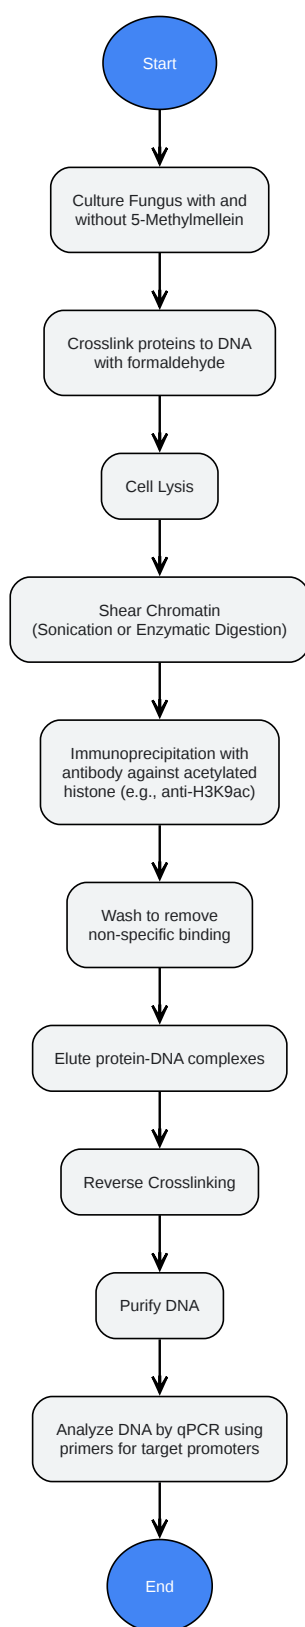 Start
Culture Fungus with and
without 5-Methylmellein
Crosslink proteins to DNA
with formaldehyde
Cell Lysis
Shear Chromatin
(Sonication or Enzymatic Digestion)
Immunoprecipitation with
antibody against acetylated
histone (e.g., anti-H3K9ac)
Wash to remove
non-specific binding
Elute protein-DNA complexes
Reverse Crosslinking
Purify DNA
Analyze DNA by qPCR using
primers for target promoters
End